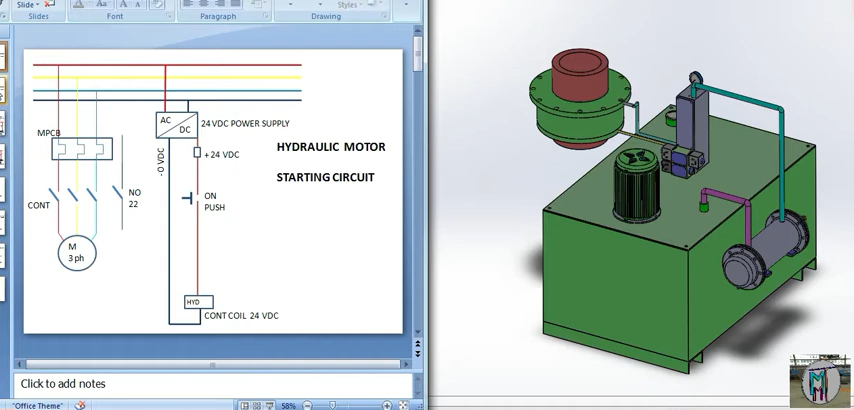 Slide
Styles
Slides
Font
Paragraph
Drawing
AC
DC
24 VDC POWER SUPPLY
MPCB
+ 24 VDC
- 0 VDC
HYDRAULIC MOTOR
STARTING CIRCUIT
NO
22
ON
PUSH
CONT
M
3 ph
HYD
CONT COIL 24 VDC
Click to add notes
"Office Theme"
58%